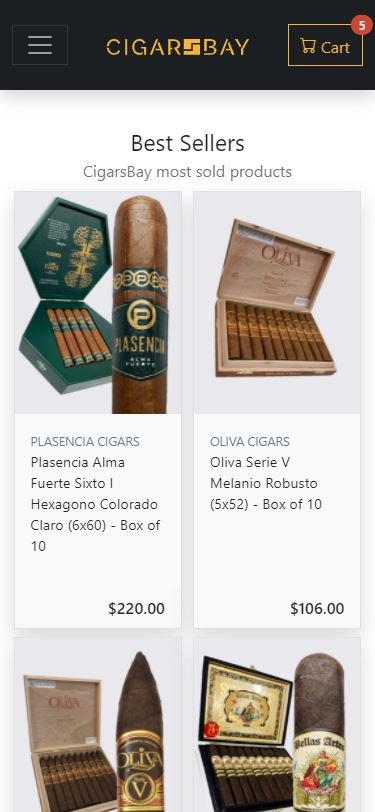 CIGARSBAY
Cart
5
Best Sellers
CigarsBay most sold products
PLASENCIA
ALMA
FUERTE
OLIVA
PLASENCIA CIGARS
Plasencia Alma
Fuerte Sixto I
Hexagono Colorado
Claro (6x60) - Box of
10
$220.00
OLIVA CIGARS
Oliva Serie V
Melanio Robusto
(5x52) - Box of 10
$106.00
OLIVA
OLIVA
V
Bellas Artes